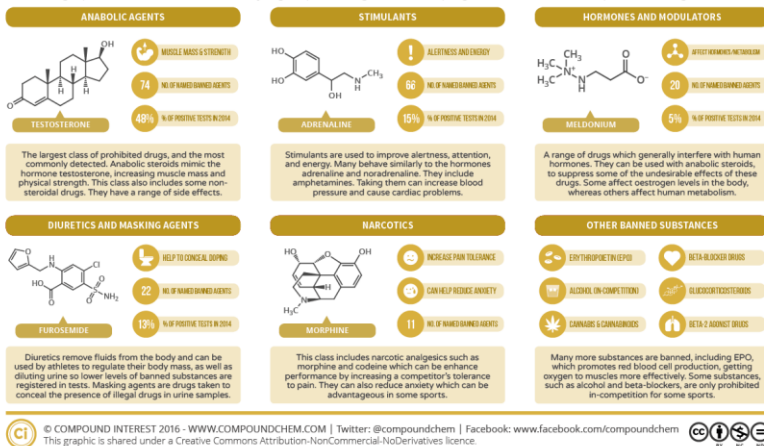 ANABOLIC AGENTS
OH
O
H
H
H
TESTOSTERONE
MUSCLE MASS & STRENGTH
74
NO. OF NAMED BANNED AGENTS
48%
% OF POSITIVE TESTS IN 2014
The largest class of prohibited drugs, and the most
commonly detected. Anabolic steroids mimic the
hormone testosterone, increasing muscle mass and
physical strength. This class also includes some non-
steroidal drugs. They have a range of side effects.
STIMULANTS
HO
HO
OH
N
H
CH3
ADRENALINE
ALERTNESS AND ENERGY
66
NO. OF NAMED BANNED AGENTS
15%
% OF POSITIVE TESTS IN 2014
Stimulants are used to improve alertness, attention,
and energy. Many behave similarly to the hormones
adrenaline and noradrenaline. They include
amphetamines. Taking them can increase blood
pressure and cause cardiac problems.
HORMONES AND MODULATORS
CH3
H3C
H3C
N+
N
H
O
O-
MELDONIUM
AFFECT HORMONES/METABOLISM
20
NO. OF NAMED BANNED AGENTS
5%
% OF POSITIVE TESTS IN 2014
A range of drugs which generally interfere with human
hormones. They can be used with anabolic steroids,
to suppress some of the undesirable effects of these
drugs. Some affect oestrogen levels in the body,
whereas others affect human metabolism.
DIURETICS AND MASKING AGENTS
O
H
N
Cl
HO
O
S
O
O
NH2
FUROSEMIDE
HELP TO CONCEAL DOPING
22
NO. OF NAMED BANNED AGENTS
13%
% OF POSITIVE TESTS IN 2014
Diuretics remove fluids from the body and can be
used by athletes to regulate their body mass, as well as
diluting urine so lower levels of banned substances are
registered in tests. Masking agents are drugs taken to
conceal the presence of illegal drugs in urine samples.
NARCOTICS
HO
O
OH
H
N
H3C
MORPHINE
INCREASE PAIN TOLERANCE
CAN HELP REDUCE ANXIETY
11
NO. OF NAMED BANNED AGENTS
This class includes narcotic analgesics such as
morphine and codeine which can be enhance
performance by increasing a competitor's tolerance
to pain. They can also reduce anxiety which can be
advantageous in some sports.
OTHER BANNED SUBSTANCES
ERYTHROPOIETIN (EPO)
BETA-BLOCKER DRUGS
ALCOHOL (IN-COMPETITION)
GLUCOCORTICOSTEROIDS
CANNABIS & CANNABINOIDS
BETA-2 AGONIST DRUGS
Many more substances are banned, including EPO,
which promotes red blood cell production, getting
oxygen to muscles more effectively. Some substances,
such as alcohol and beta-blockers, are only prohibited
in-competition for some sports.
Ci
© COMPOUND INTEREST 2016 - WWW.COMPOUNDCHEM.COM | Twitter: @compoundchem | Facebook: www.facebook.com/compoundchem
This graphic is shared under a Creative Commons Attribution-NonCommercial-NoDerivatives licence.
cc